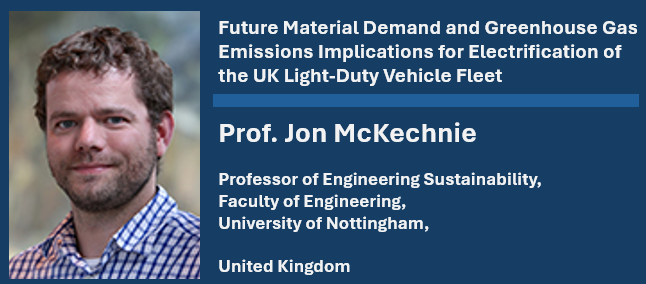 Future Material Demand and Greenhouse Gas
Emissions Implications for Electrification of
the UK Light-Duty Vehicle Fleet
Prof. Jon McKechnie
Professor of Engineering Sustainability,
Faculty of Engineering,
University of Nottingham,
United Kingdom